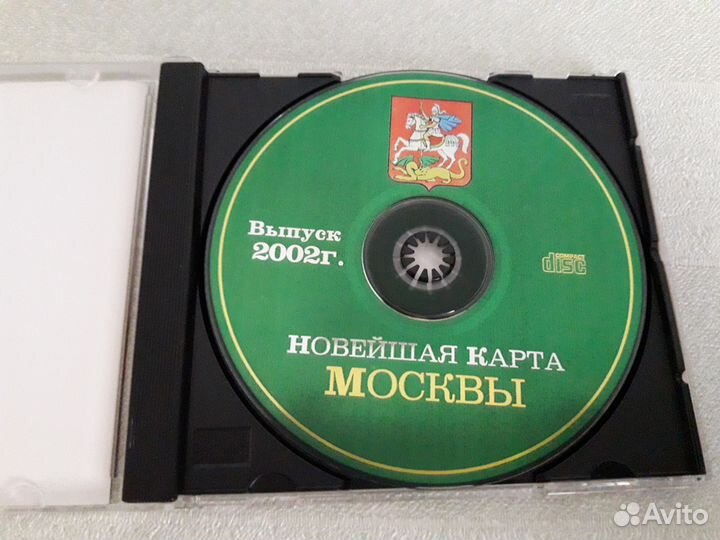 Выпуск
2002г.
COMPACT
disc
Новейшая карта
Москвы
Avito